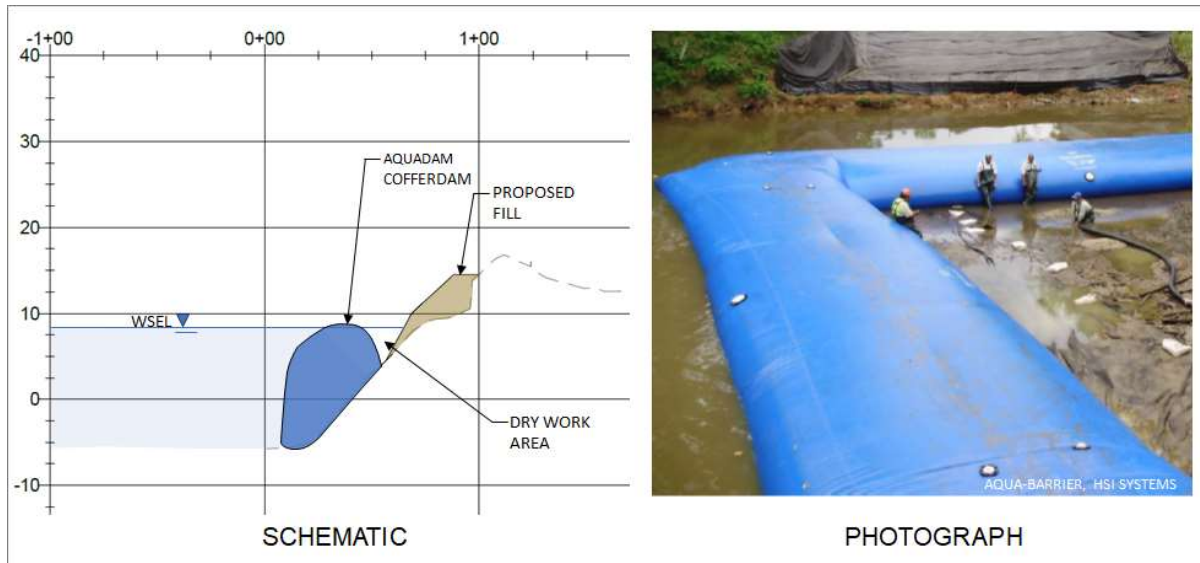 -1+00 0+00 1+00
40
30
20
10
0
-10
AQUADAM
COFFERDAM
PROPOSED
FILL
WSEL
DRY WORK
AREA
SCHEMATIC
AQUA-BARRIER, HSI SYSTEMS
PHOTOGRAPH